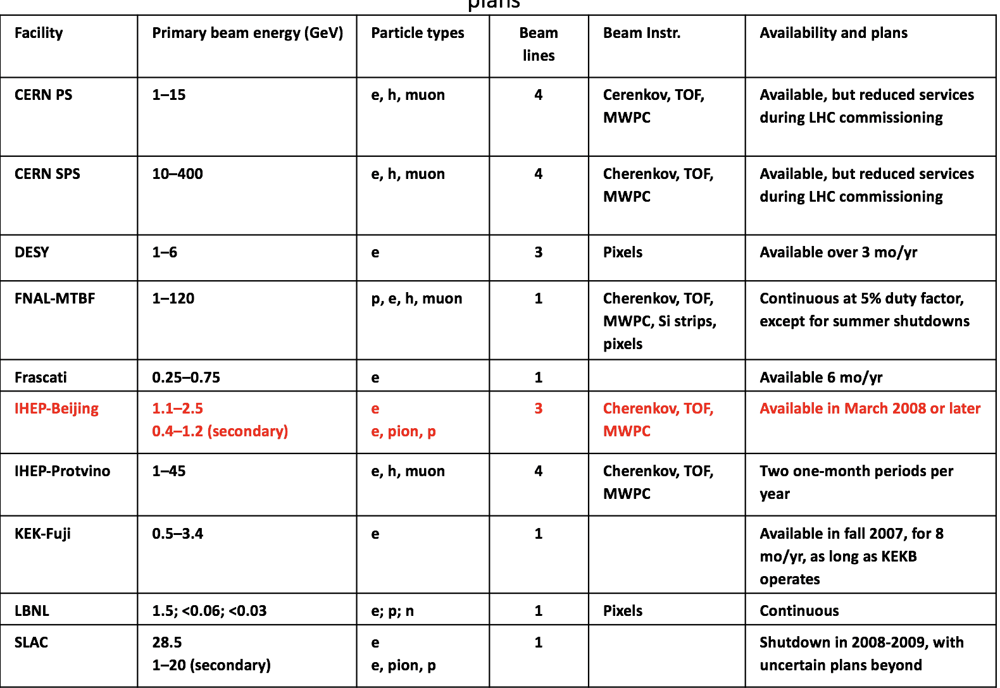 plans
Facility
Primary beam energy (GeV)
Particle types
Beam
lines
Beam Instr.
Availability and plans
CERN PS
1–15
e, h, muon
4
Cerenkov, TOF,
MWPC
Available, but reduced services
during LHC commissioning
CERN SPS
10–400
e, h, muon
4
Cherenkov, TOF,
MWPC
Available, but reduced services
during LHC commissioning
DESY
1–6
e
3
Pixels
Available over 3 mo/yr
FNAL-MTBF
1–120
p, e, h, muon
1
Cherenkov, TOF,
MWPC, Si strips,
pixels
Continuous at 5% duty factor,
except for summer shutdowns
Frascati
0.25–0.75
e
1
Available 6 mo/yr
IHEP-Beijing
1.1–2.5
0.4–1.2 (secondary)
e
e, pion, p
3
Cherenkov, TOF,
MWPC
Available in March 2008 or later
IHEP-Protvino
1–45
e, h, muon
4
Cherenkov, TOF,
MWPC
Two one-month periods per
year
KEK-Fuji
0.5–3.4
e
1
Available in fall 2007, for 8
mo/yr, as long as KEKB
operates
LBNL
1.5; <0.06; <0.03
e; p; n
1
Pixels
Continuous
SLAC
28.5
1–20 (secondary)
e
e, pion, p
1
Shutdown in 2008-2009, with
uncertain plans beyond